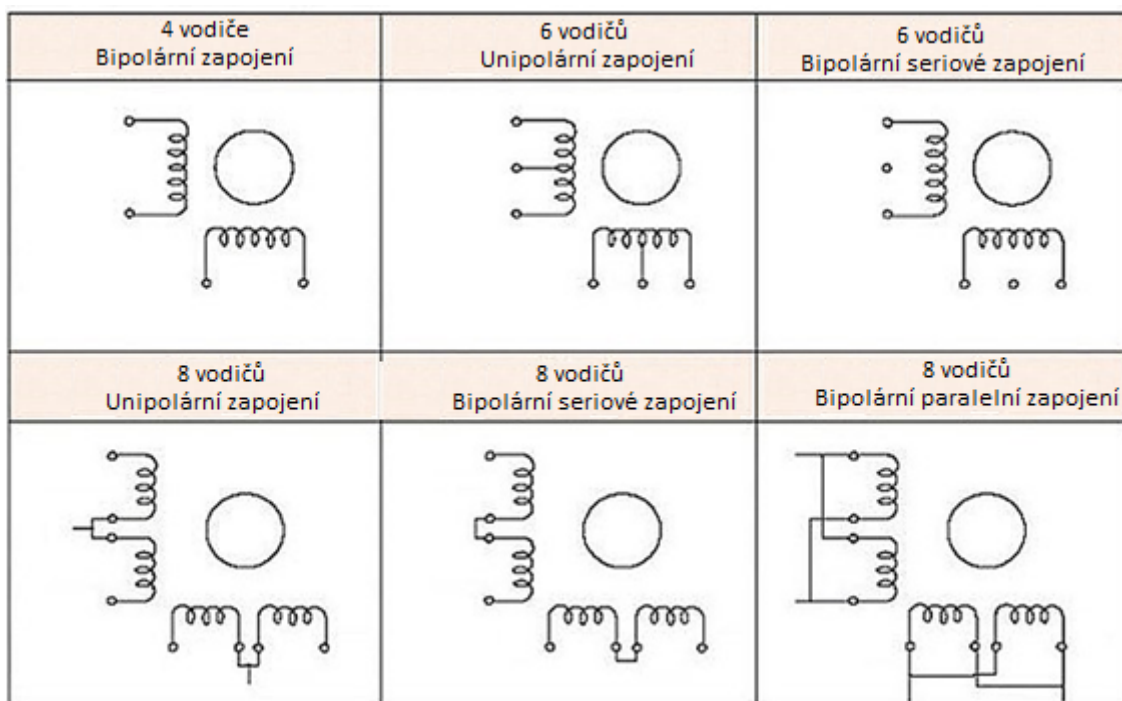 4 vodiče
Bipolární zapojení
6 vodičů
Unipolární zapojení
6 vodičů
Bipolární seriové zapojení
8 vodičů
Unipolární zapojení
8 vodičů
Bipolární seriové zapojení
8 vodičů
Bipolární paralelní zapojení